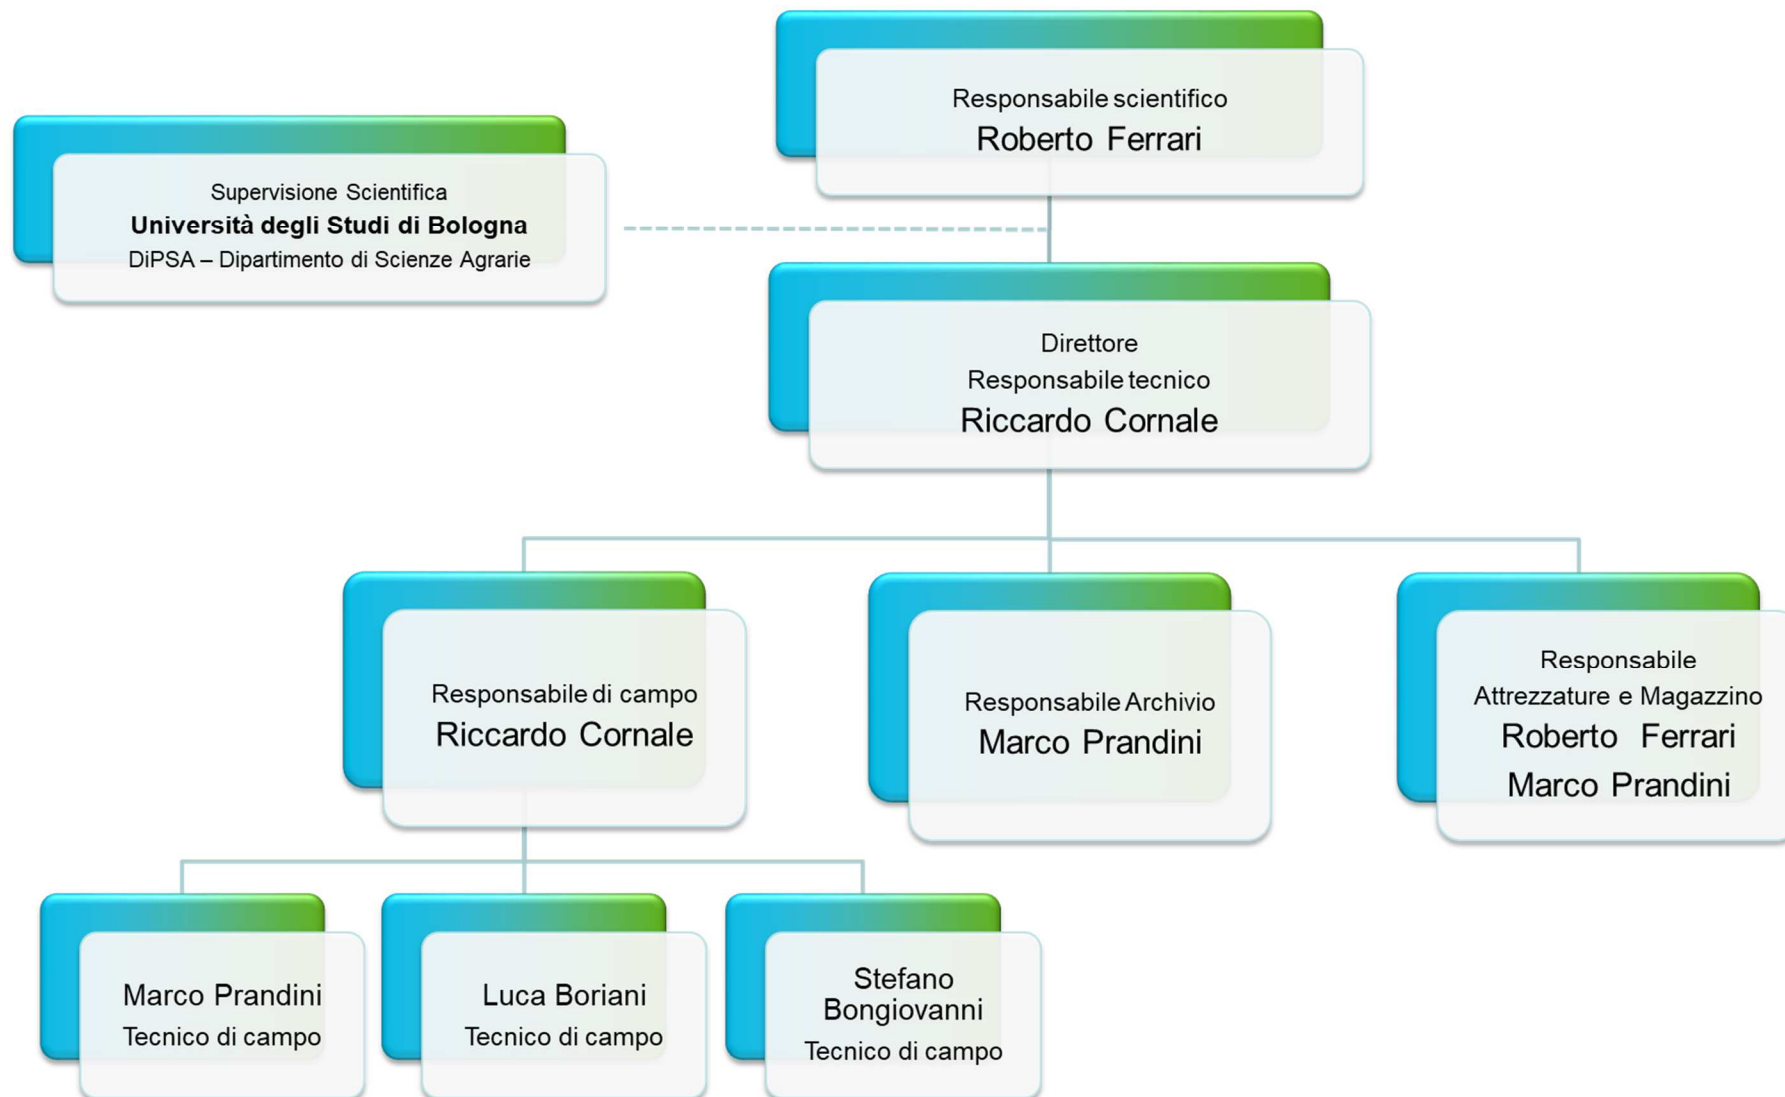 Responsabile scientifico
Roberto Ferrari
Supervisione Scientifica
Università degli Studi di Bologna
DiPSA – Dipartimento di Scienze Agrarie
Direttore
Responsabile tecnico
Riccardo Cornale
Responsabile di campo
Riccardo Cornale
Responsabile Archivio
Marco Prandini
Responsabile
Attrezzature e Magazzino
Roberto Ferrari
Marco Prandini
Marco Prandini
Tecnico di campo
Luca Boriani
Tecnico di campo
Stefano
Bongiovanni
Tecnico di campo